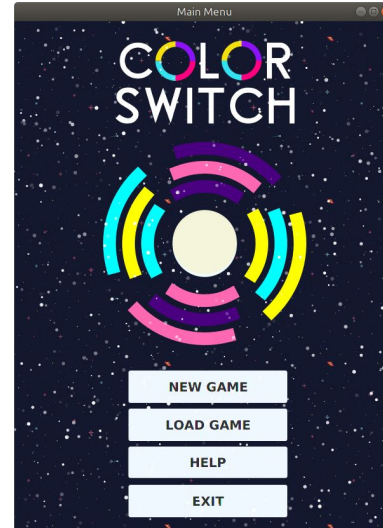 Main Menu
COLOR
SWITCH
NEW GAME
LOAD GAME
HELP
EXIT